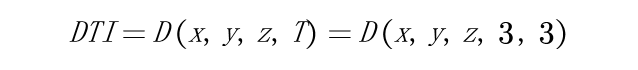 DTI = D(x, y, z, T) = D(x, y, z, 3, 3)